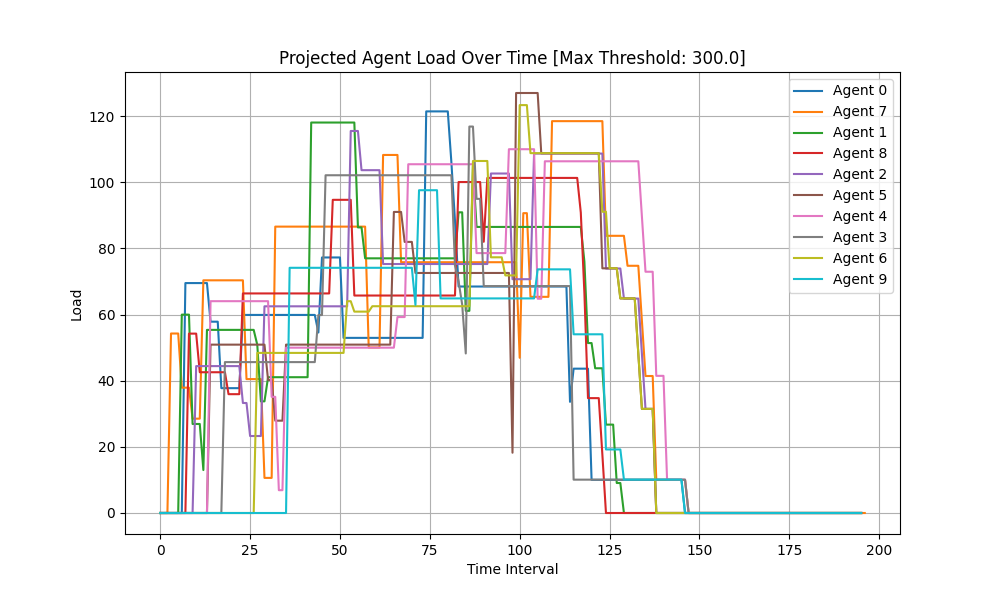 Projected Agent Load Over Time [Max Threshold: 300.0]
Load
120
100
80
60
40
20
0
0 25 50 75 100 125 150 175 200
Time Interval
Agent 0
Agent 7
Agent 1
Agent 8
Agent 2
Agent 5
Agent 4
Agent 3
Agent 6
Agent 9